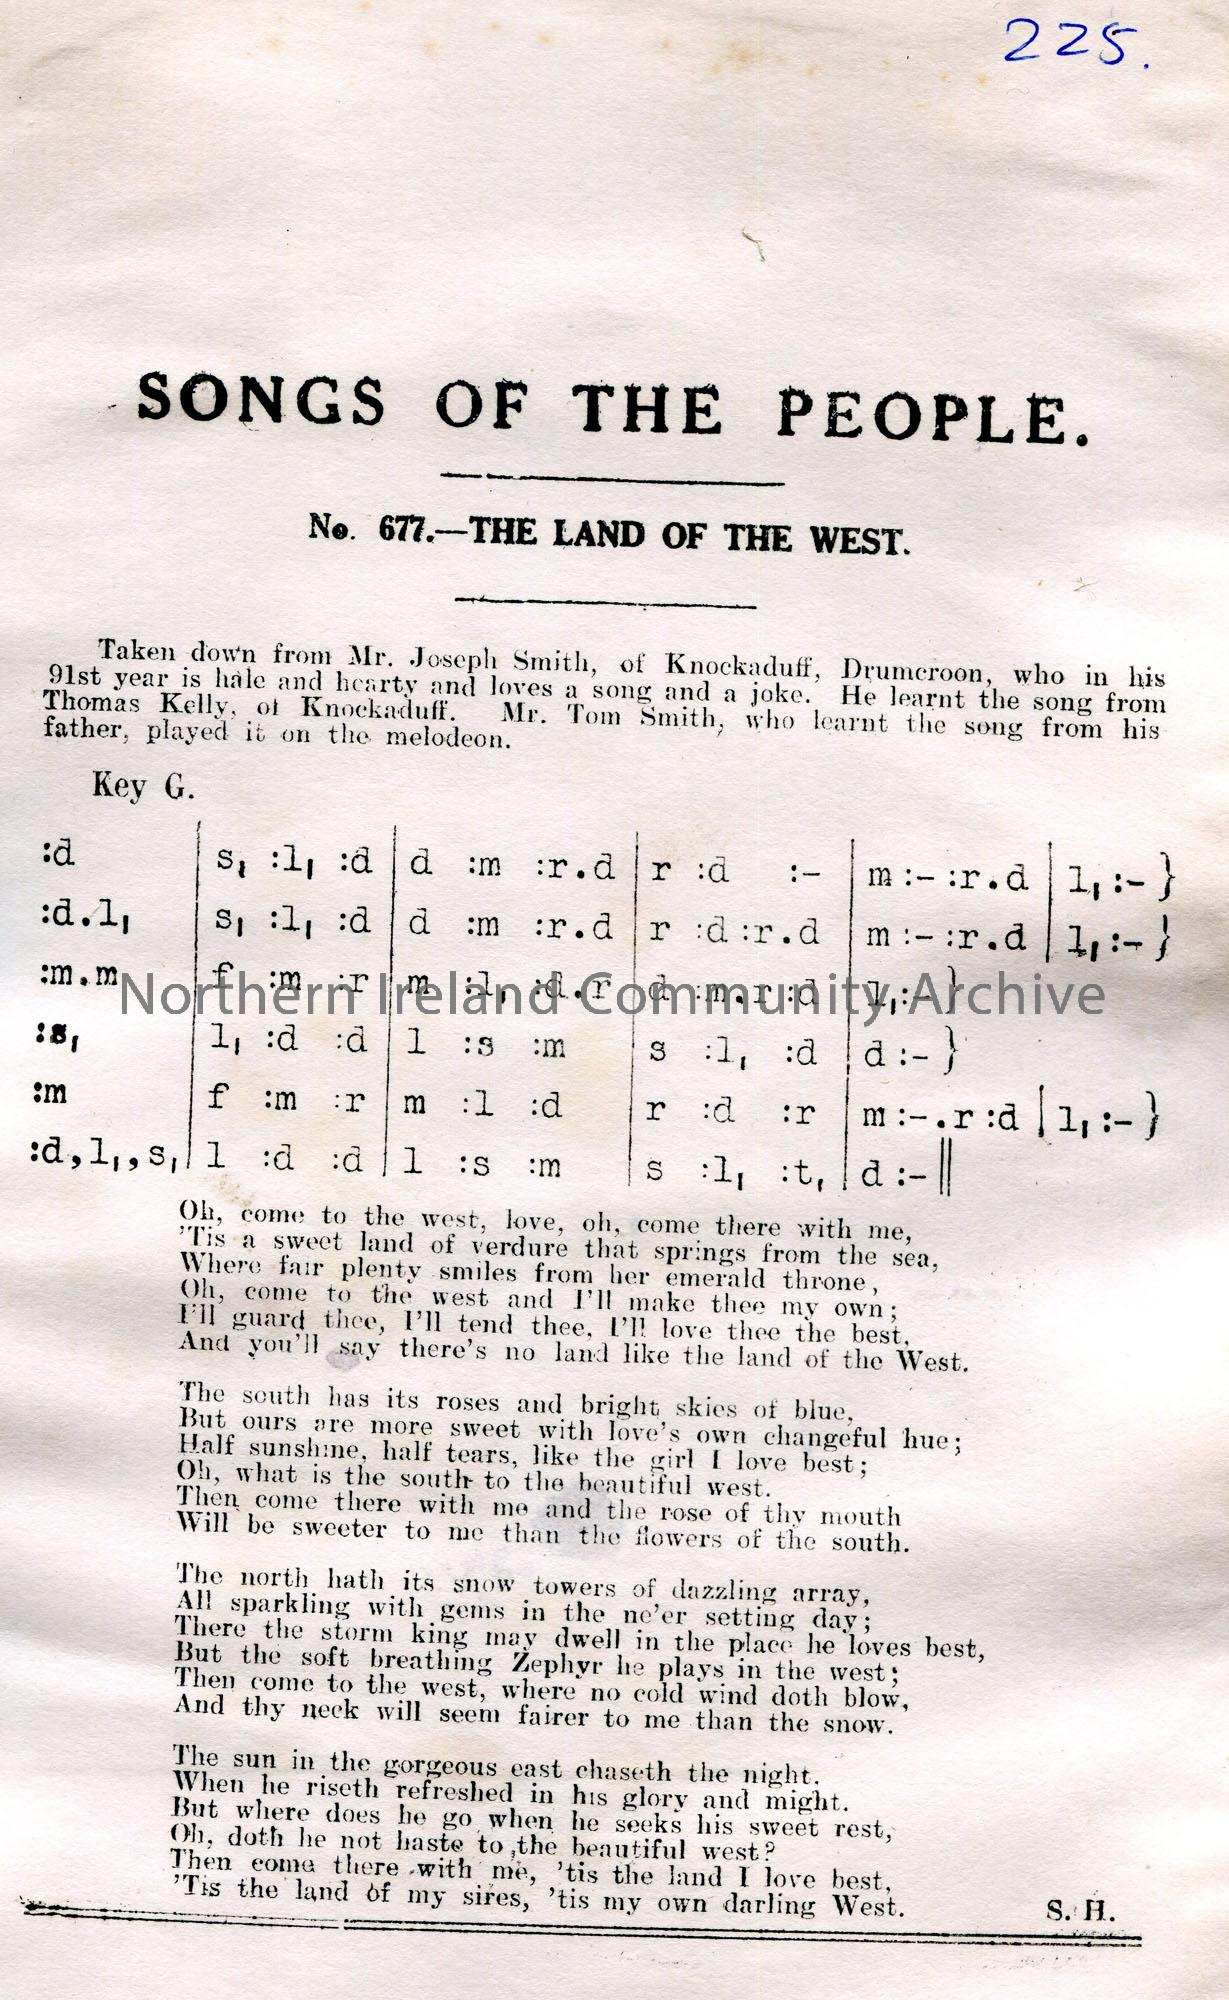 225.
SONGS OF THE PEOPLE.
No. 677.—THE LAND OF THE WEST.
Taken down from Mr. Joseph Smith, of Knockaduff, Drumcroon, who in his
91st year is hale and hearty and loves a song and a joke. He learnt the song from
Thomas Kelly, of Knockaduff. Mr. Tom Smith, who learnt the song from his
father, played it on the melodeon.
Key G.
:d | s, :l, :d | d :m :r.d | r :d :- | m :- :r.d | l, :- }
:d.l, | s, :l, :d | d :m :r.d | r :d :r.d | m :- :r.d | l, :- }
:m.m | f :m :r | m :l, :d.r | d :m.r :d | l, :- }
:s, | l, :d :d | l :s :m | s :l, :d | d :- }
:m | f :m :r | m :l :d | r :d :r | m :-.r :d | l, :- }
:d,l,,s, | l :d :d | l :s :m | s :l, :t, | d :- ||
Northern Ireland Community Archive
Oh, come to the west, love, oh, come there with me,
'Tis a sweet land of verdure that springs from the sea,
Where fair plenty smiles from her emerald throne,
Oh, come to the west and I'll make thee my own;
I'll guard thee, I'll tend thee, I'll love thee the best,
And you'll say there's no land like the land of the West.
The south has its roses and bright skies of blue,
But ours are more sweet with love's own changeful hue;
Half sunshine, half tears, like the girl I love best;
Oh, what is the south to the beautiful west.
Then come there with me and the rose of thy mouth
Will be sweeter to me than the flowers of the south.
The north hath its snow towers of dazzling array,
All sparkling with gems in the ne'er setting day;
There the storm king may dwell in the place he loves best,
But the soft breathing Zephyr he plays in the west;
Then come to the west, where no cold wind doth blow,
And thy neck will seem fairer to me than the snow.
The sun in the gorgeous east chaseth the night.
When he riseth refreshed in his glory and might.
But where does he go when he seeks his sweet rest,
Oh, doth he not haste to the beautiful west?
Then come there with me, 'tis the land I love best,
'Tis the land of my sires, 'tis my own darling West.
S. H.